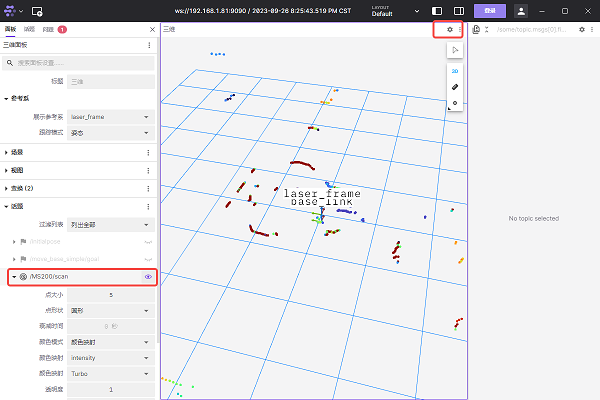 ws://192.168.1.81:9090 / 2023-09-26 8:25:43.519 PM CST
LAYOUT
Default
登录
面板
话题
问题
1
三维面板
搜索面板设置……
标题
三维
参考系
展示参考系
laser_frame
跟踪模式
姿态
场景
视图
变换 (2)
话题
过滤列表
列出全部
/initialpose
/move_base_simple/goal
/MS200/scan
点大小
5
点形状
圆形
衰减时间
0
颜色模式
颜色映射
颜色映射
intensity
颜色映射
Turbo
透明度
1
三维
3D
laser_frame
base_link
/some/topic.msgs[0].fi...
No topic selected